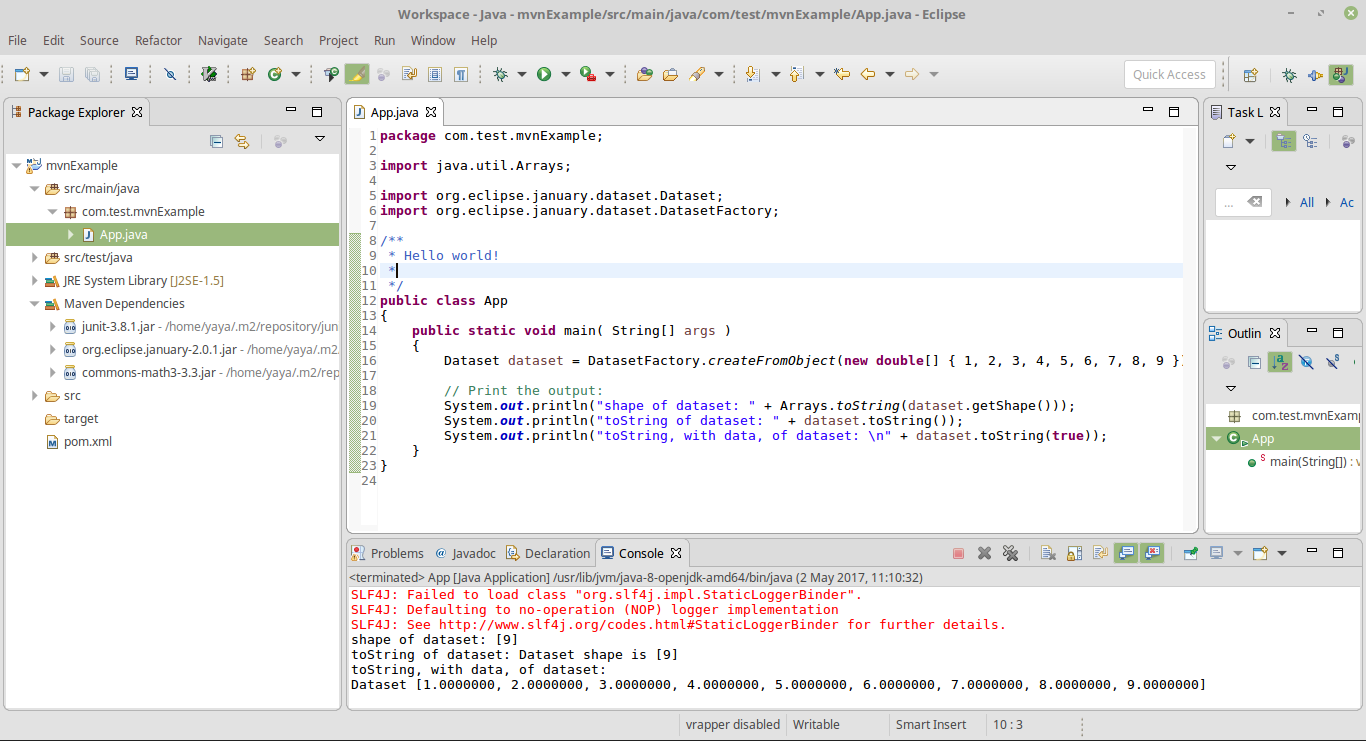 Workspace - Java - mvnExample/src/main/java/com/test/mvnExample/App.java - Eclipse
File Edit Source Refactor Navigate Search Project Run Window Help
Quick Access
Package Explorer
mvnExample
src/main/java
com.test.mvnExample
App.java
src/test/java
JRE System Library [J2SE-1.5]
Maven Dependencies
junit-3.8.1.jar - /home/yaya/.m2/repository/jun
org.eclipse.january-2.0.1.jar - /home/yaya/.m2
commons-math3-3.3.jar - /home/yaya/.m2/rep
src
target
pom.xml
App.java
1 package com.test.mvnExample;
2
3 import java.util.Arrays;
4
5 import org.eclipse.january.dataset.Dataset;
6 import org.eclipse.january.dataset.DatasetFactory;
7
8 /**
9 * Hello world!
10 *
11 */
12 public class App
13 {
14 public static void main( String[] args )
15 {
16 Dataset dataset = DatasetFactory.createFromObject(new double[] { 1, 2, 3, 4, 5, 6, 7, 8, 9 }
17
18 // Print the output:
19 System.out.println("shape of dataset: " + Arrays.toString(dataset.getShape()));
20 System.out.println("toString of dataset: " + dataset.toString());
21 System.out.println("toString, with data, of dataset: \n" + dataset.toString(true));
22 }
23 }
24
Task L
... All Ac
Outlin
com.test.mvnExamp
App
main(String[]) : v
Problems @ Javadoc Declaration Console
<terminated> App [Java Application] /usr/lib/jvm/java-8-openjdk-amd64/bin/java (2 May 2017, 11:10:32)
SLF4J: Failed to load class "org.slf4j.impl.StaticLoggerBinder".
SLF4J: Defaulting to no-operation (NOP) logger implementation
SLF4J: See http://www.slf4j.org/codes.html#StaticLoggerBinder for further details.
shape of dataset: [9]
toString of dataset: Dataset shape is [9]
toString, with data, of dataset:
Dataset [1.0000000, 2.0000000, 3.0000000, 4.0000000, 5.0000000, 6.0000000, 7.0000000, 8.0000000, 9.0000000]
vrapper disabled Writable Smart Insert 10 : 3